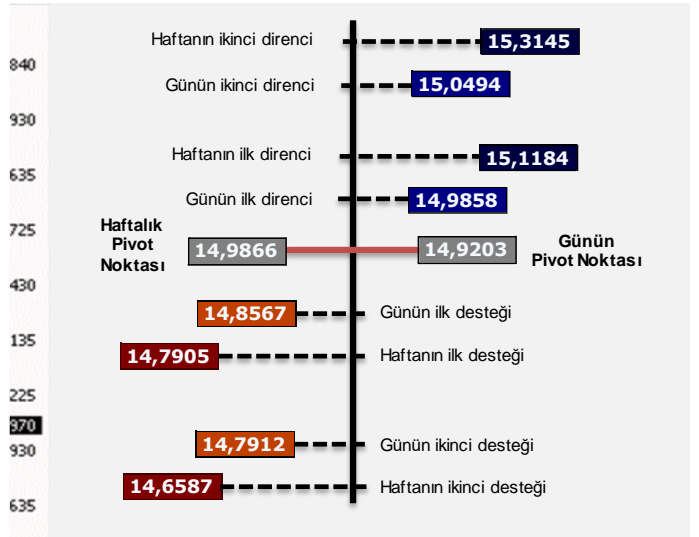 Haftanın ikinci direnci
15,3145
840
Günün ikinci direnci
15,0494
930
Haftanın ilk direnci
15,1184
635
Günün ilk direnci
14,9858
725
Haftalık
Pivot
Noktası
14,9866
14,9203
Günün
Pivot Noktası
430
14,8567
Günün ilk desteği
135
14,7905
Haftanın ilk desteği
225
970
930
14,7912
Günün ikinci desteği
14,6587
Haftanın ikinci desteği
635